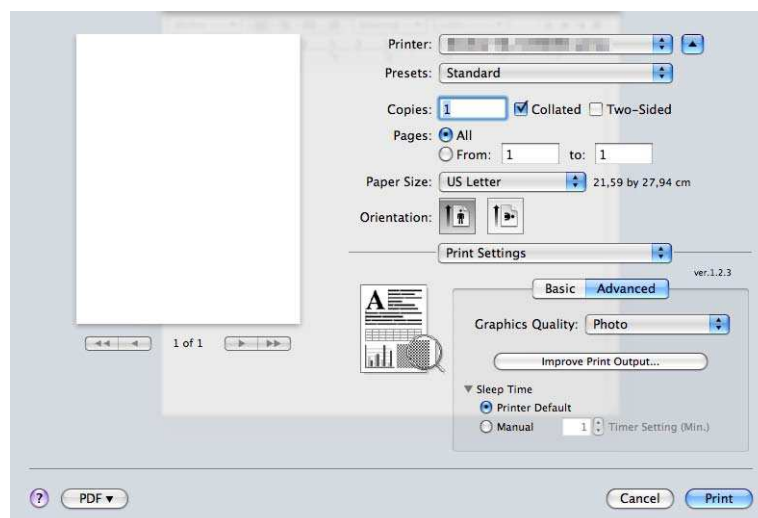 Printer:
Presets: Standard
Copies: 1 Collated Two-Sided
Pages: All
From: 1 to: 1
Paper Size: US Letter 21,59 by 27,94 cm
Orientation:
Print Settings
ver.1.2.3
Basic Advanced
A
Graphics Quality: Photo
Improve Print Output...
1 of 1
Sleep Time
Printer Default
Manual 1 Timer Setting (Min.)
? PDF Cancel Print